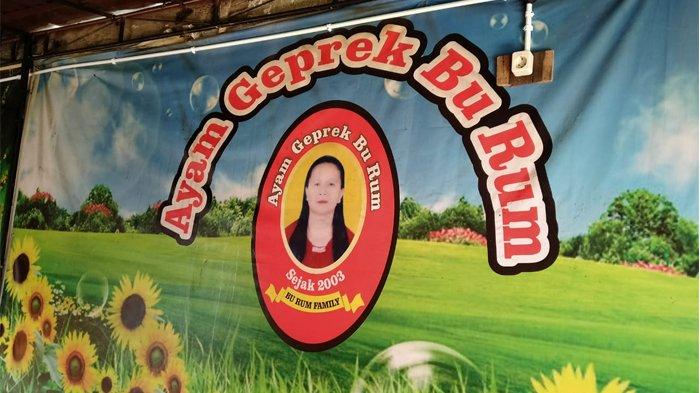 Ayam Geprek Bu Rum
Ayam Geprek Bu Rum
Sejak 2003
BU RUM FAMILY